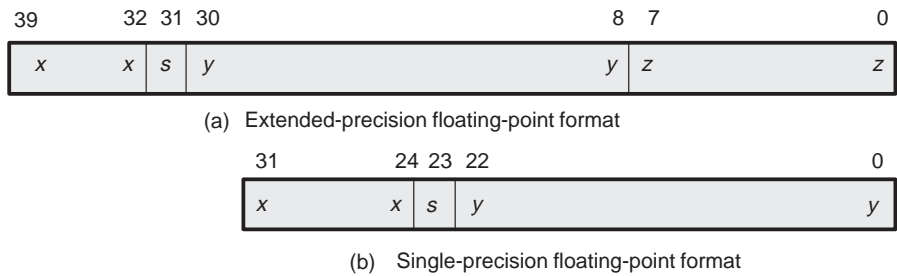 39 32 31 30 8 7 0
x x s y y z z
(a) Extended-precision floating-point format
31 24 23 22 0
x x s y y
(b) Single-precision floating-point format